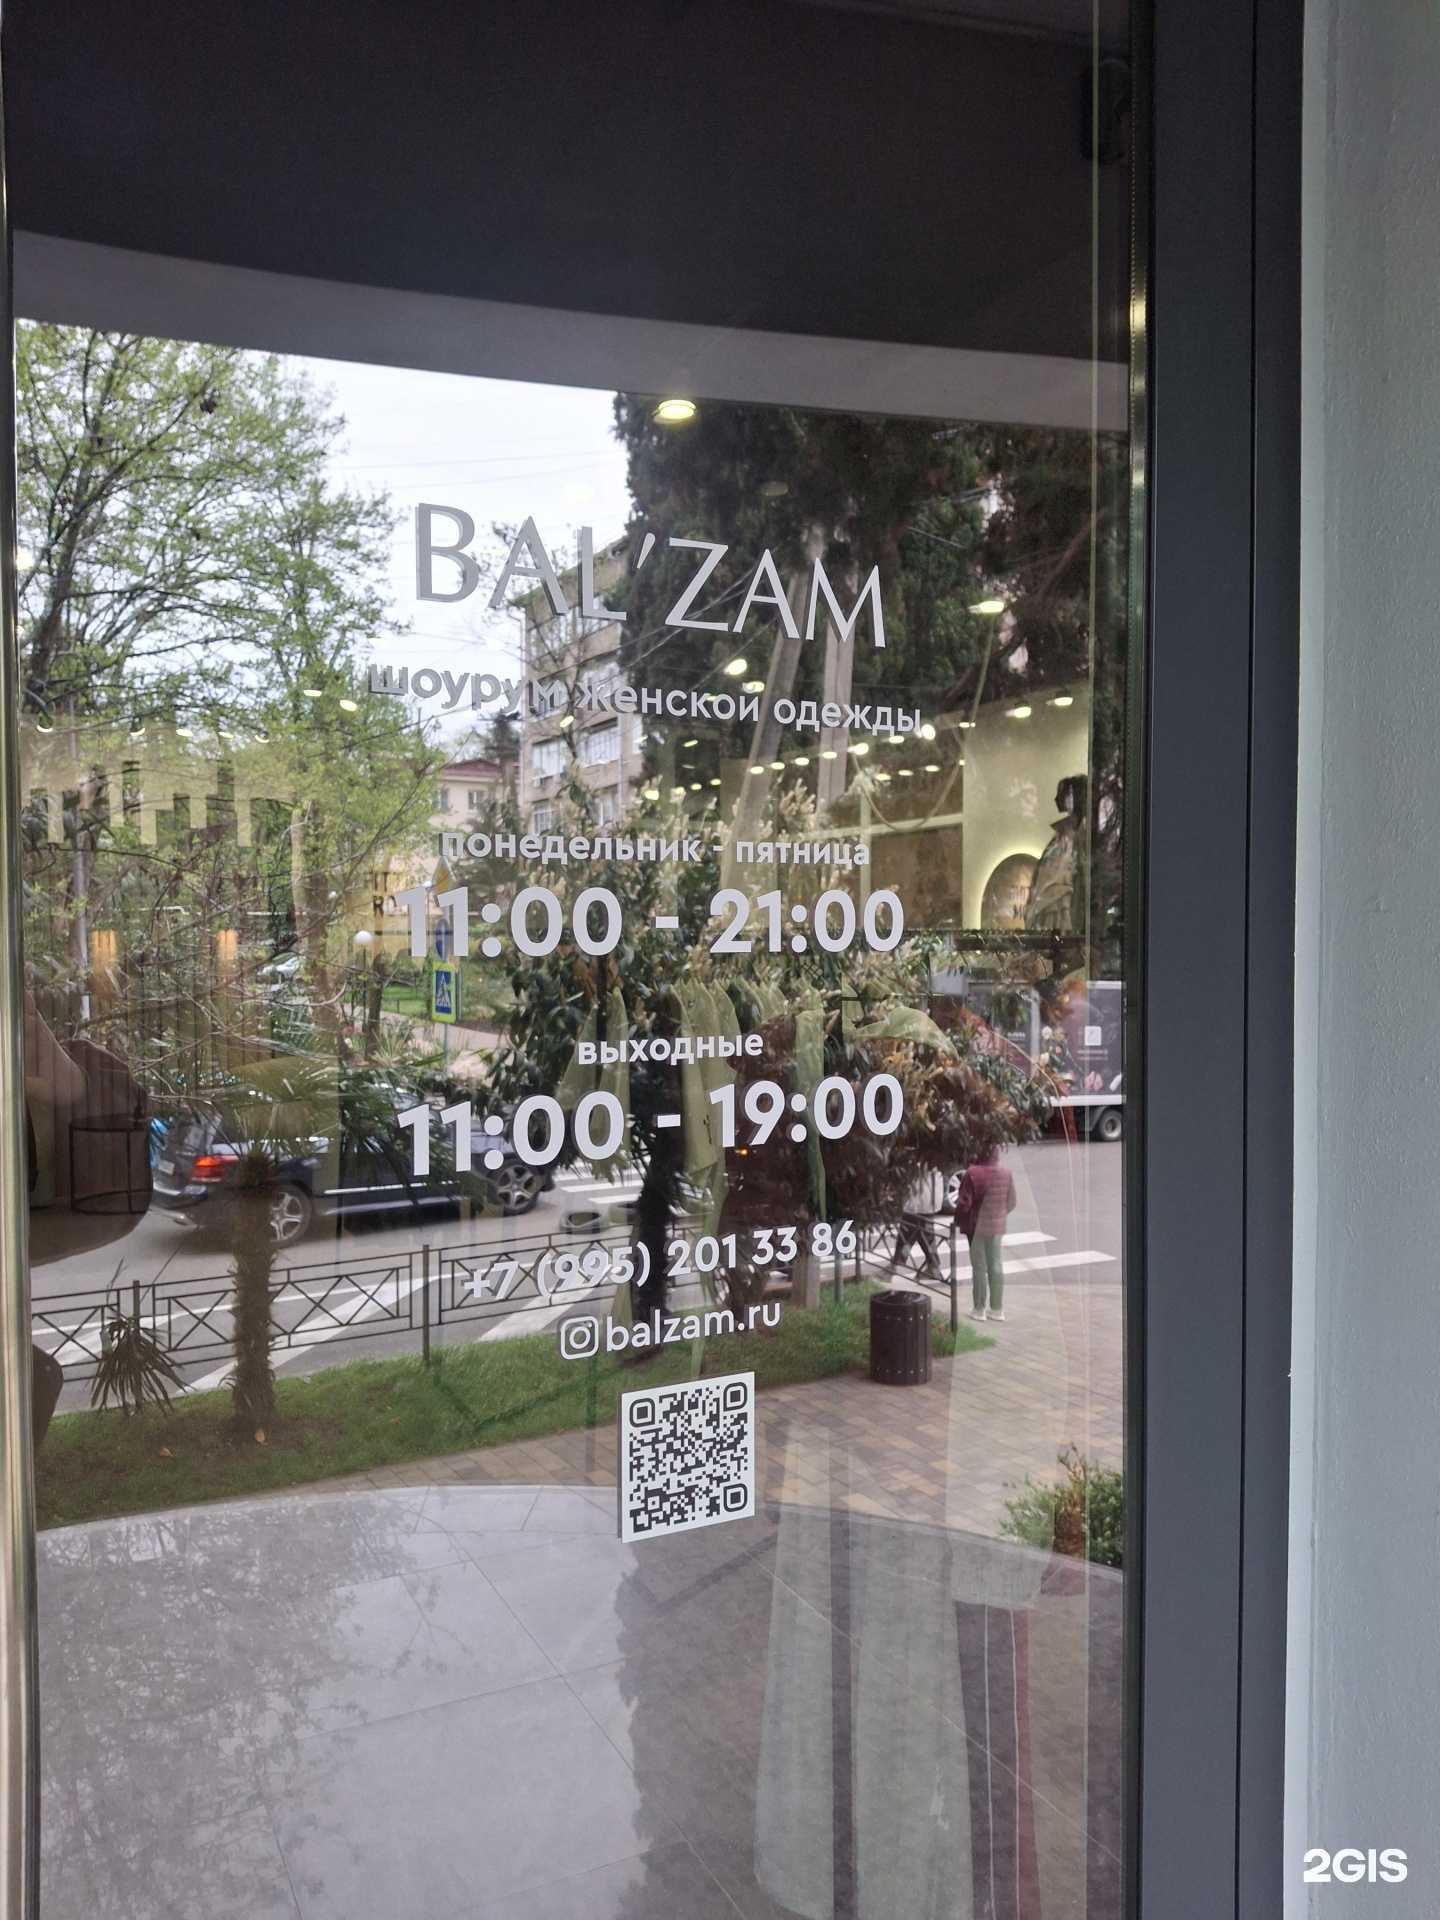 BAL'ZAM
шоурум женской одежды
понедельник - пятница
11:00 - 21:00
выходные
11:00 - 19:00
+7 (995) 201 33 86
balzam.ru
2GIS